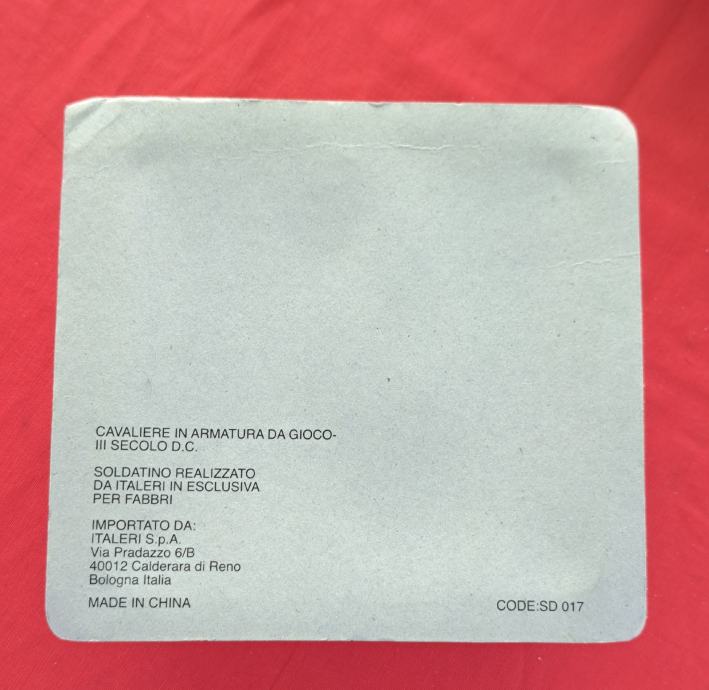 CAVALIERE IN ARMATURA DA GIOCO-
III SECOLO D.C.
SOLDATINO REALIZZATO
DA ITALERI IN ESCLUSIVA
PER FABBRI
IMPORTATO DA:
ITALERI S.p.A.
Via Pradazzo 6/B
40012 Calderara di Reno
Bologna Italia
MADE IN CHINA
CODE:SD 017